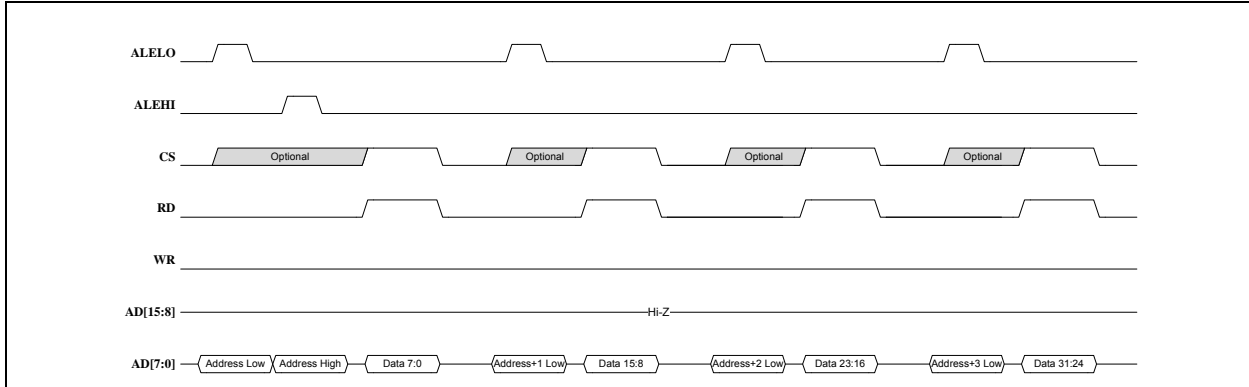 ALELO
ALEHI
CS Optional Optional Optional Optional
RD
WR
AD[15:8] Hi-Z
AD[7:0] Address Low Address High Data 7:0 Address+1 Low Data 15:8 Address+2 Low Data 23:16 Address+3 Low Data 31:24